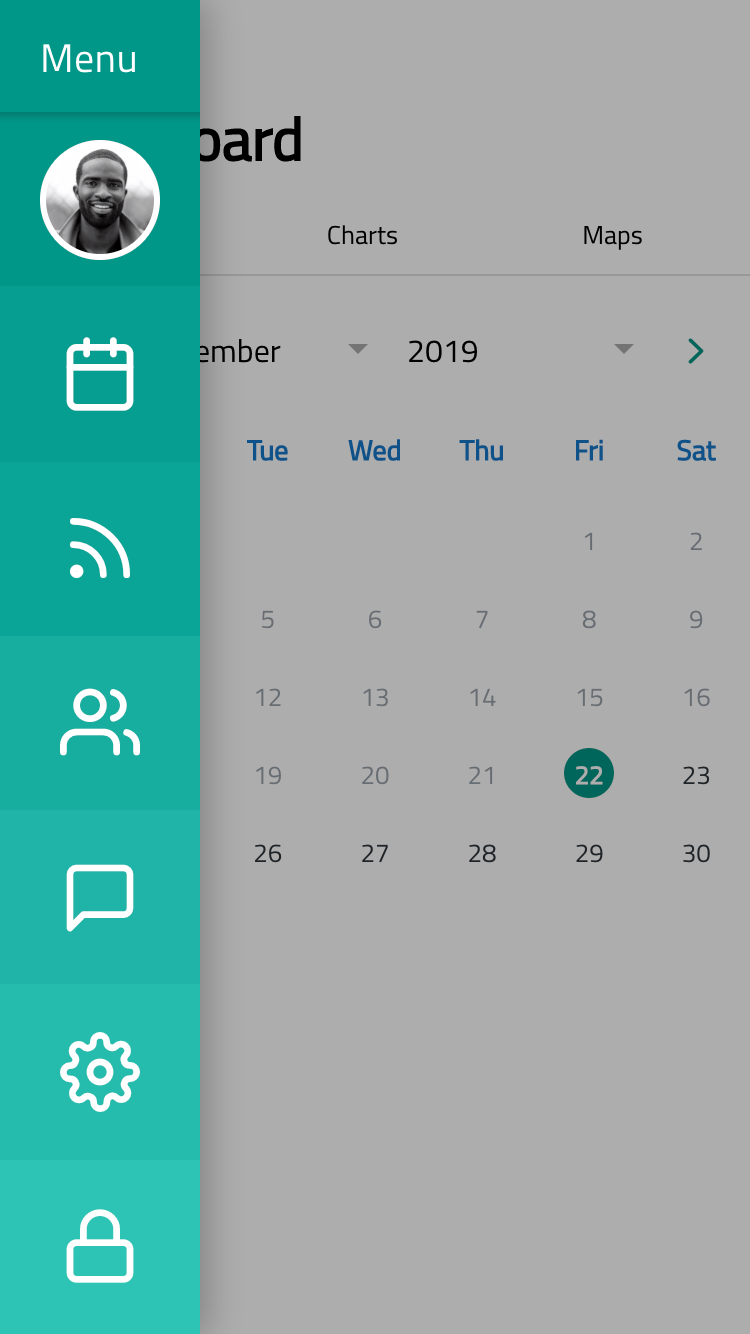 Menu
oard
Charts Maps
ember 2019
Tue Wed Thu Fri Sat
1 2
5 6 7 8 9
12 13 14 15 16
19 20 21 22 23
26 27 28 29 30